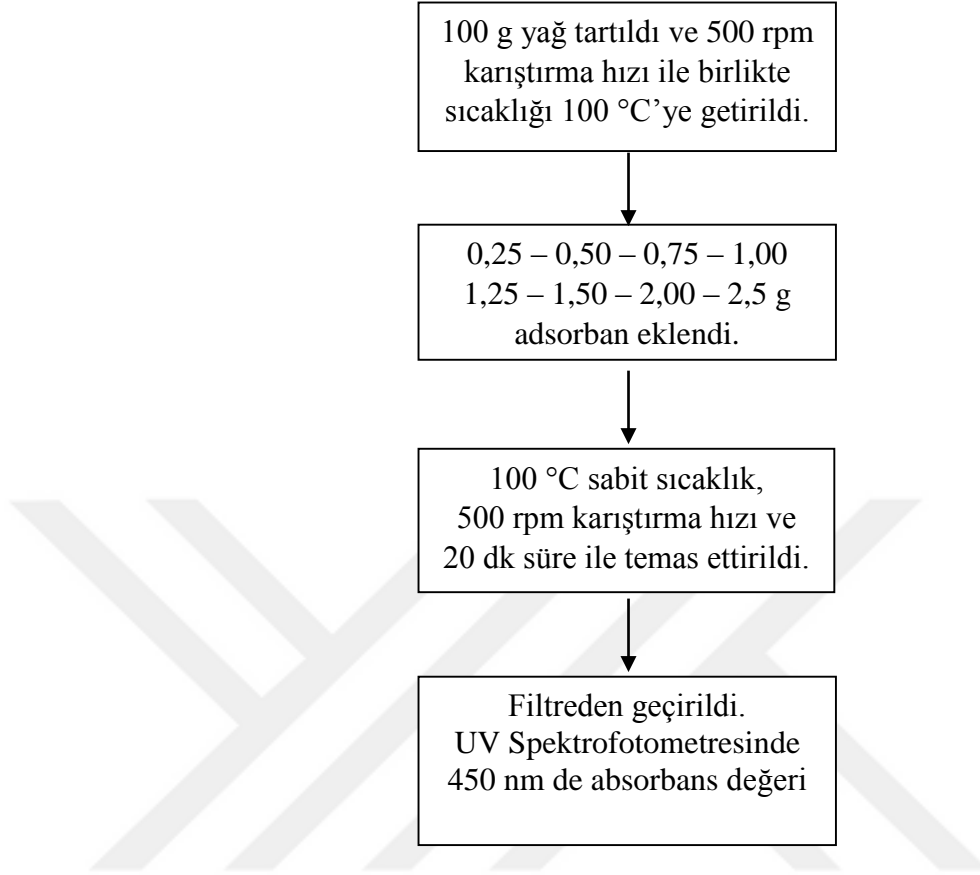 100 g yağ tartıldı ve 500 rpm
karıştırma hızı ile birlikte
sıcaklığı 100 °C’ye getirildi.
0,25 – 0,50 – 0,75 – 1,00
1,25 – 1,50 – 2,00 – 2,5 g
adsorban eklendi.
100 °C sabit sıcaklık,
500 rpm karıştırma hızı ve
20 dk süre ile temas ettirildi.
Filtreden geçirildi.
UV Spektrofotometresinde
450 nm de absorbans değeri